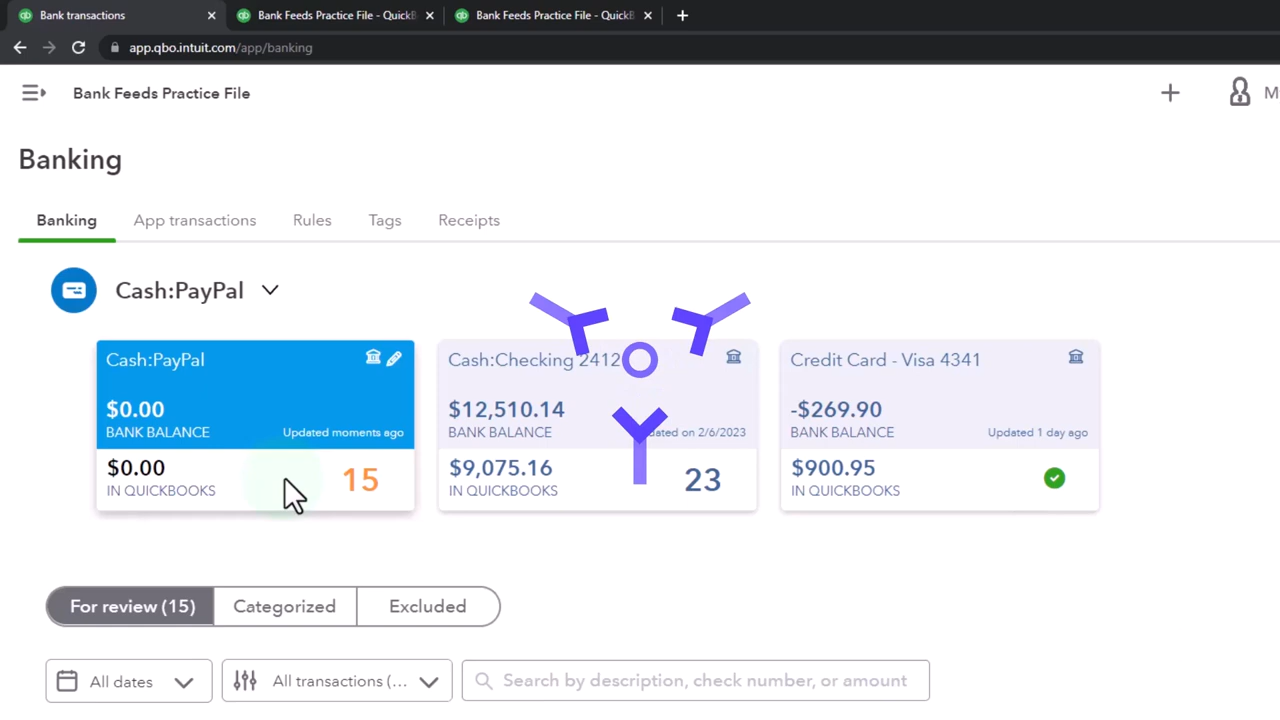 Bank transactions
Bank Feeds Practice File - QuickB
Bank Feeds Practice File - QuickB
app.qbo.intuit.com/app/banking
Bank Feeds Practice File
M
Banking
Banking App transactions Rules Tags Receipts
Cash:PayPal
Cash:PayPal
$0.00
BANK BALANCE Updated moments ago
$0.00
IN QUICKBOOKS
15
Cash:Checking 2412
$12,510.14
BANK BALANCE on 2/6/2023
$9,075.16
IN QUICKBOOKS
23
Credit Card - Visa 4341
-$269.90
BANK BALANCE Updated 1 day ago
$900.95
IN QUICKBOOKS
For review (15) Categorized Excluded
All dates All transactions (... Search by description, check number, or amount